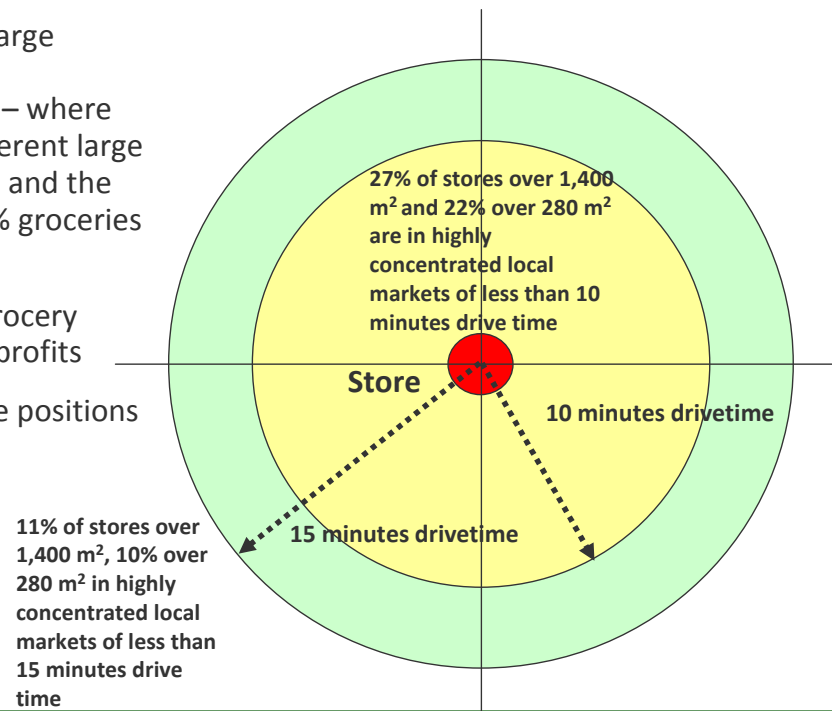 arge
– where
erent large
and the
% groceries
rocery
profits
e positions
27% of stores over 1,400
m² and 22% over 280 m²
are in highly
concentrated local
markets of less than 10
minutes drive time
Store
10 minutes drivetime
15 minutes drivetime
11% of stores over
1,400 m², 10% over
280 m² in highly
concentrated local
markets of less than
15 minutes drive
time